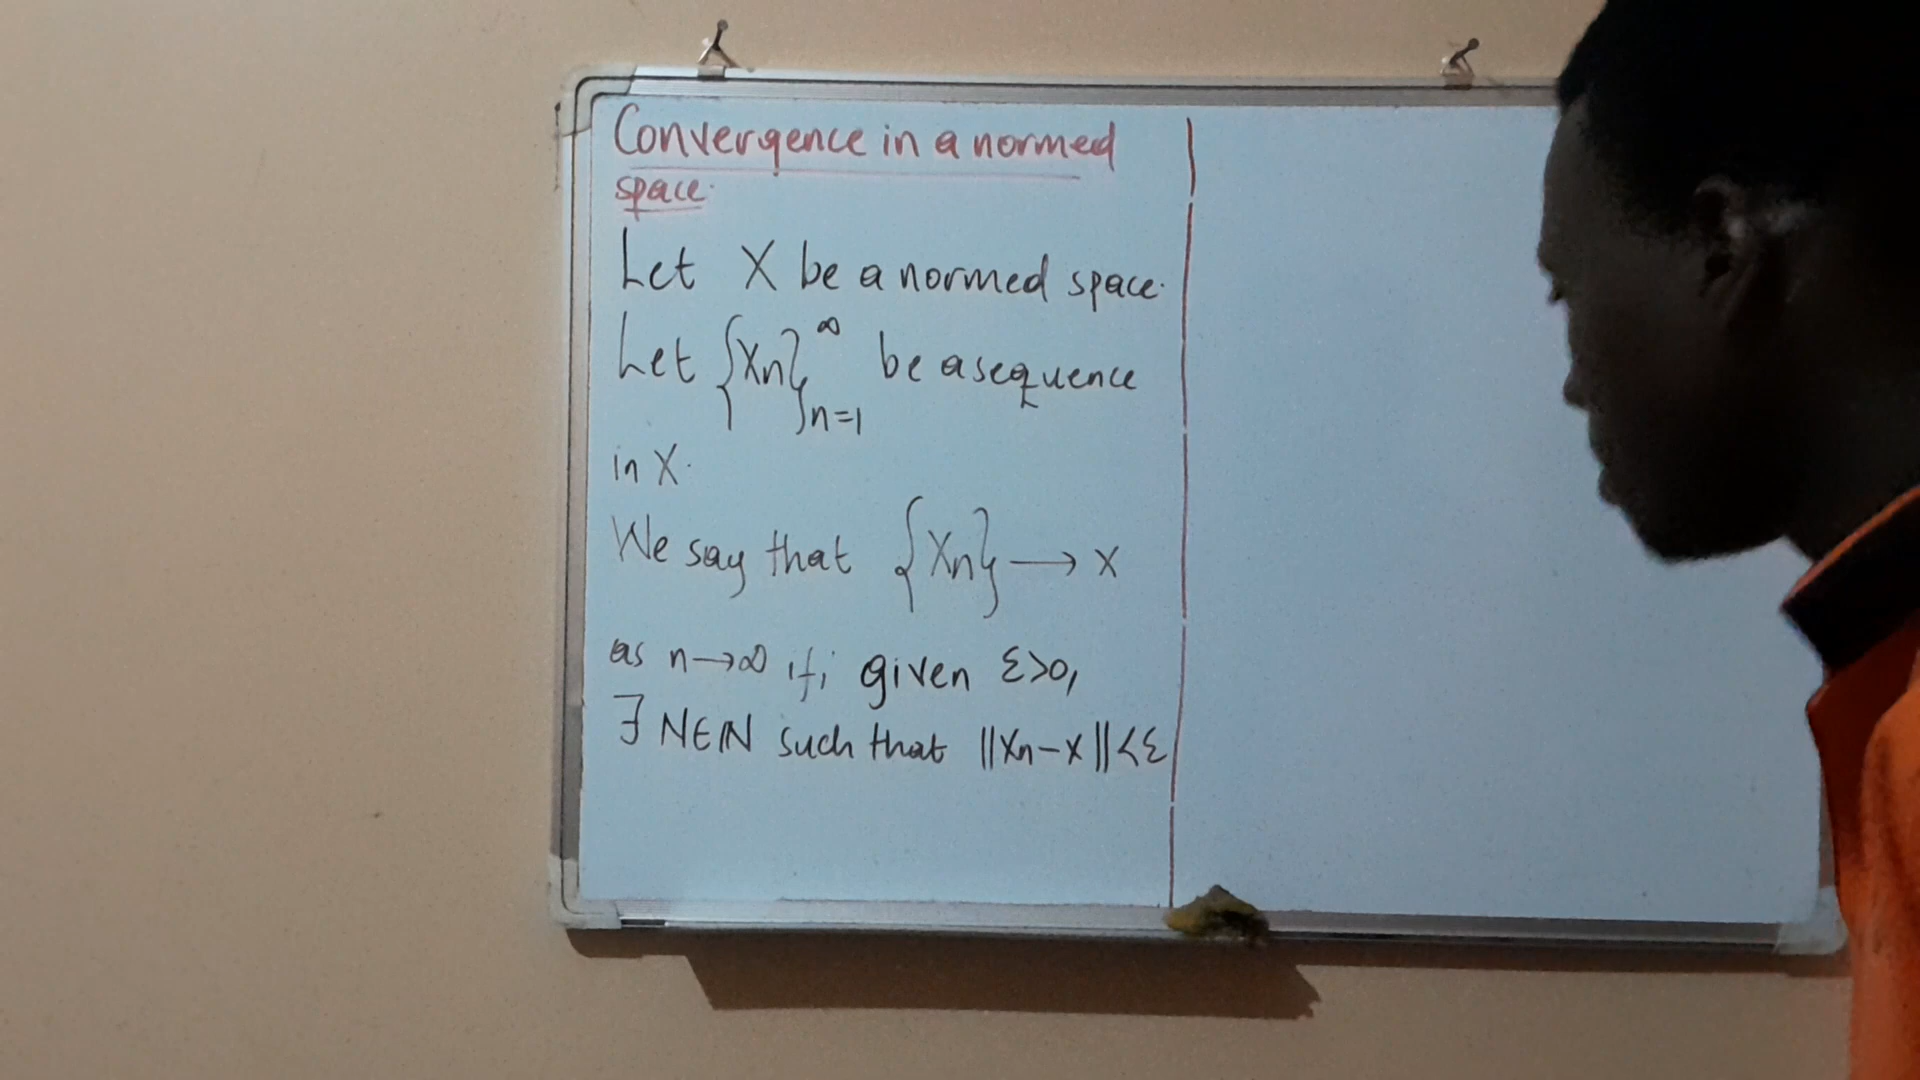 Convergence in a normed
space.
Let X be a normed space.
Let {Xn}∞n=1 be a sequence
in X.
We say that {Xn} → x
as n→∞ if; given ε>0,
∃ N∈ℕ such that ||Xn-x||<ε